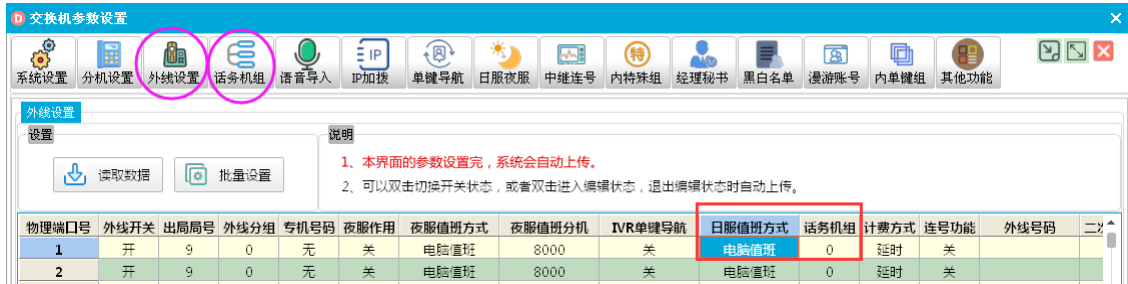 D 交换机参数设置
系统设置 分机设置 外线设置 话务机组 语音导入 IP加拨 单键导航 日服夜服 中继连号 内特殊组 经理秘书 黑白名单 漫游账号 内单键组 其他功能
IP 特
外线设置
设置 说明
读取数据 批量设置
1、本界面的参数设置完，系统会自动上传。
2、可以双击切换开关状态，或者双击进入编辑状态，退出编辑状态时自动上传。
物理端口号 外线开关 出局局号 外线分组 专机号码 夜服作用 夜服值班方式 夜服值班分机 IVR单键导航 日服值班方式 话务机组 计费方式 连号功能 外线号码 二
1 开 9 0 无 关 电脑值班 8000 关 电脑值班 0 延时 关
2 开 9 0 无 关 电脑值班 8000 关 电脑值班 0 延时 关